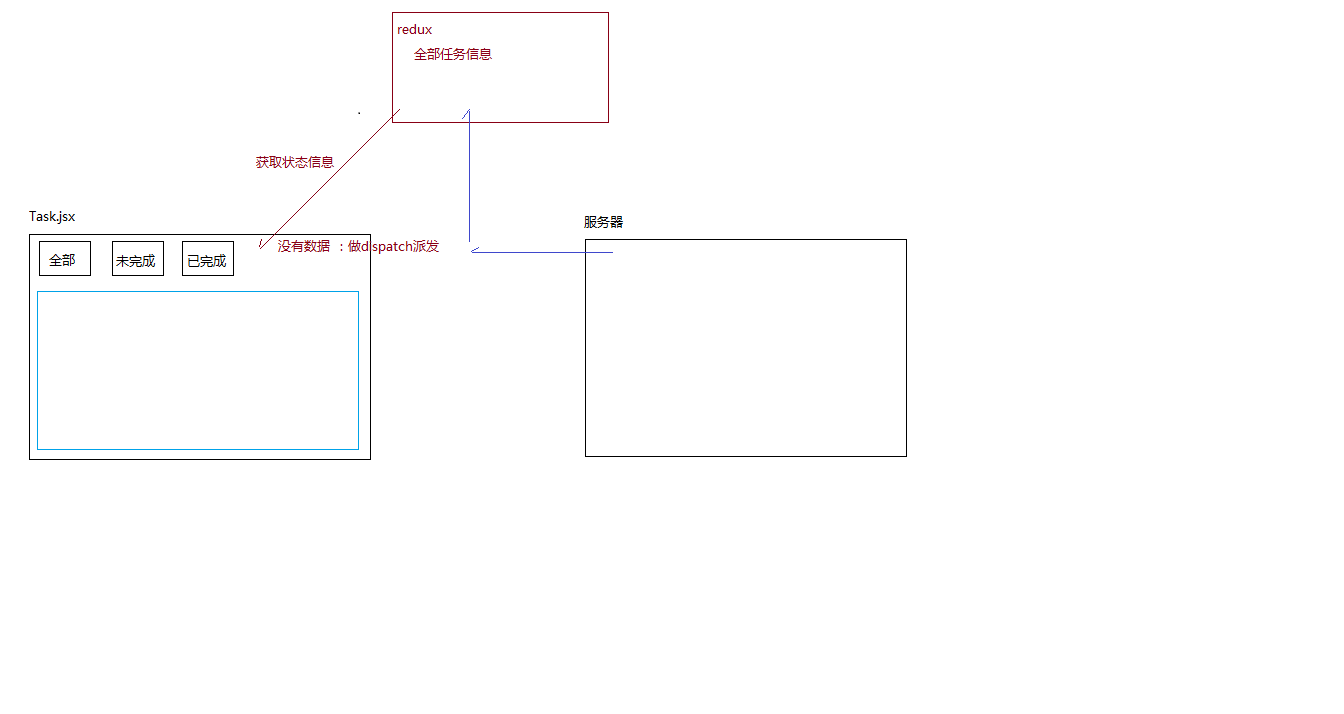 redux
全部任务信息
获取状态信息
Task.jsx
服务器
没有数据 :做dispatch派发
全部
未完成
已完成